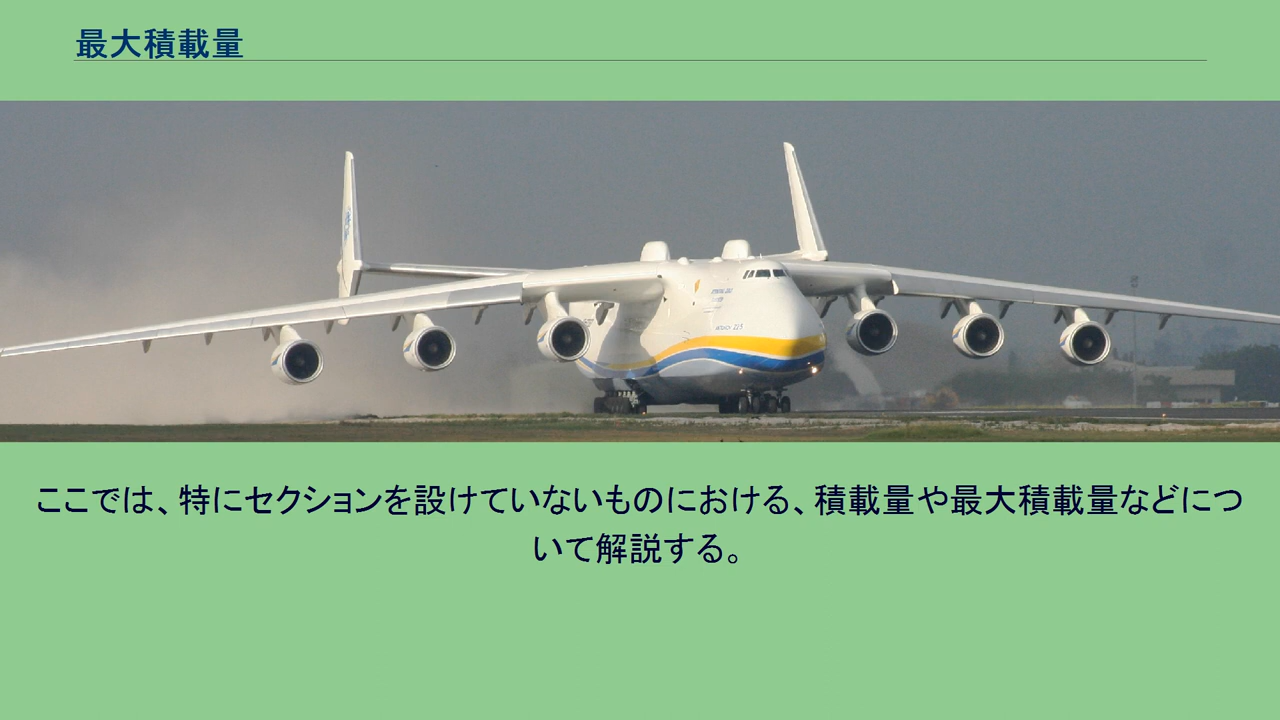 最大積載量
ここでは、特にセクションを設けていないものにおける、積載量や最大積載量などにつ
いて解説する。